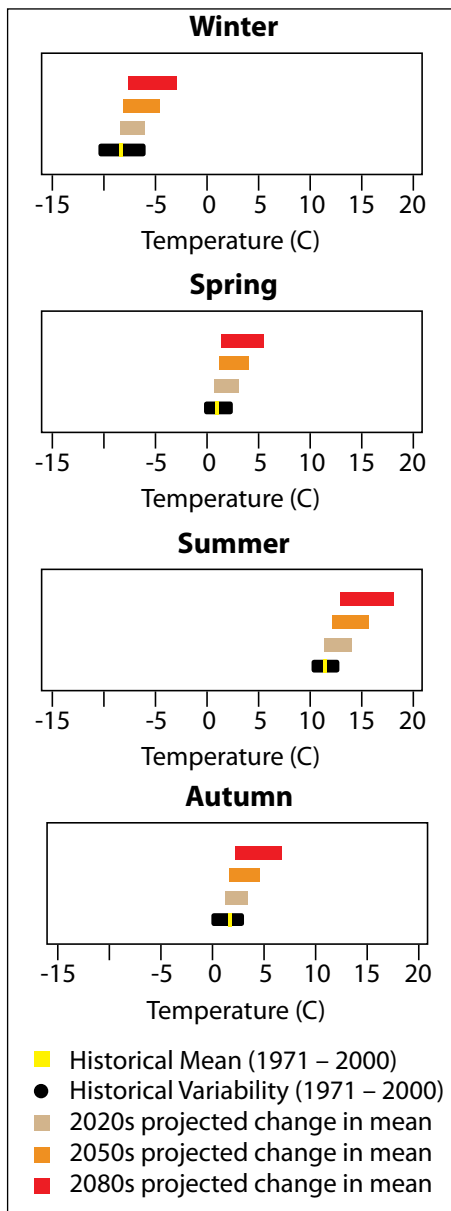 Winter
-15 -5 0 5 10 15 20
Temperature (C)
Spring
-15 -5 0 5 10 15 20
Temperature (C)
Summer
-15 -5 0 5 10 15 20
Temperature (C)
Autumn
-15 -5 0 5 10 15 20
Temperature (C)
Historical Mean (1971 – 2000)
Historical Variability (1971 – 2000)
2020s projected change in mean
2050s projected change in mean
2080s projected change in mean